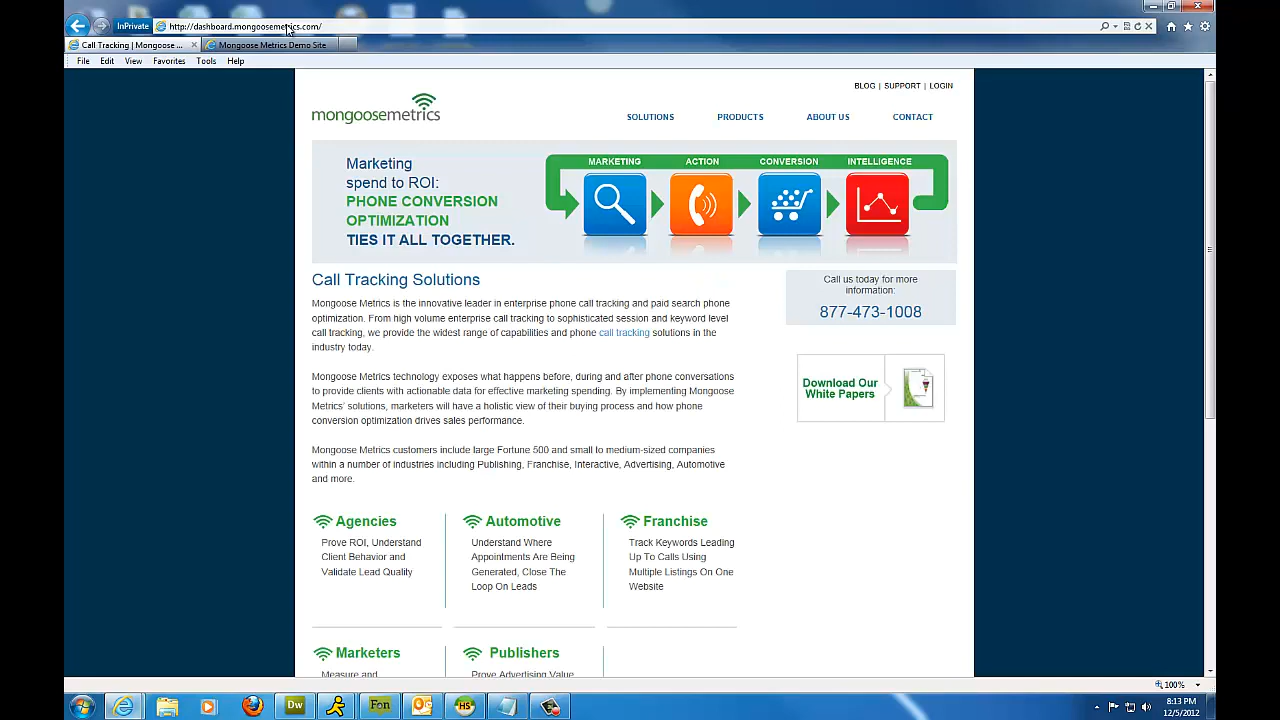 InPrivate http://dashboard.mongoosemetrics.com/
Call Tracking | Mongoose ... Mongoose Metrics Demo Site
File Edit View Favorites Tools Help
BLOG | SUPPORT | LOGIN
mongoosemetrics
SOLUTIONS PRODUCTS ABOUT US CONTACT
Marketing
spend to ROI:
PHONE CONVERSION
OPTIMIZATION
TIES IT ALL TOGETHER.
MARKETING ACTION CONVERSION INTELLIGENCE
Call Tracking Solutions
Mongoose Metrics is the innovative leader in enterprise phone call tracking and paid search phone
optimization. From high volume enterprise call tracking to sophisticated session and keyword level
call tracking, we provide the widest range of capabilities and phone call tracking solutions in the
industry today.
Mongoose Metrics technology exposes what happens before, during and after phone conversations
to provide clients with actionable data for effective marketing spending. By implementing Mongoose
Metrics' solutions, marketers will have a holistic view of their buying process and how phone
conversion optimization drives sales performance.
Mongoose Metrics customers include large Fortune 500 and small to medium-sized companies
within a number of industries including Publishing, Franchise, Interactive, Advertising, Automotive
and more.
Call us today for more
information:
877-473-1008
Download Our
White Papers
Agencies
Prove ROI, Understand
Client Behavior and
Validate Lead Quality
Automotive
Understand Where
Appointments Are Being
Generated, Close The
Loop On Leads
Franchise
Track Keywords Leading
Up To Calls Using
Multiple Listings On One
Website
Marketers
Measure and
Publishers
Prove Advertising Value
100%
Dw Fon HS
8:13 PM
12/5/2012